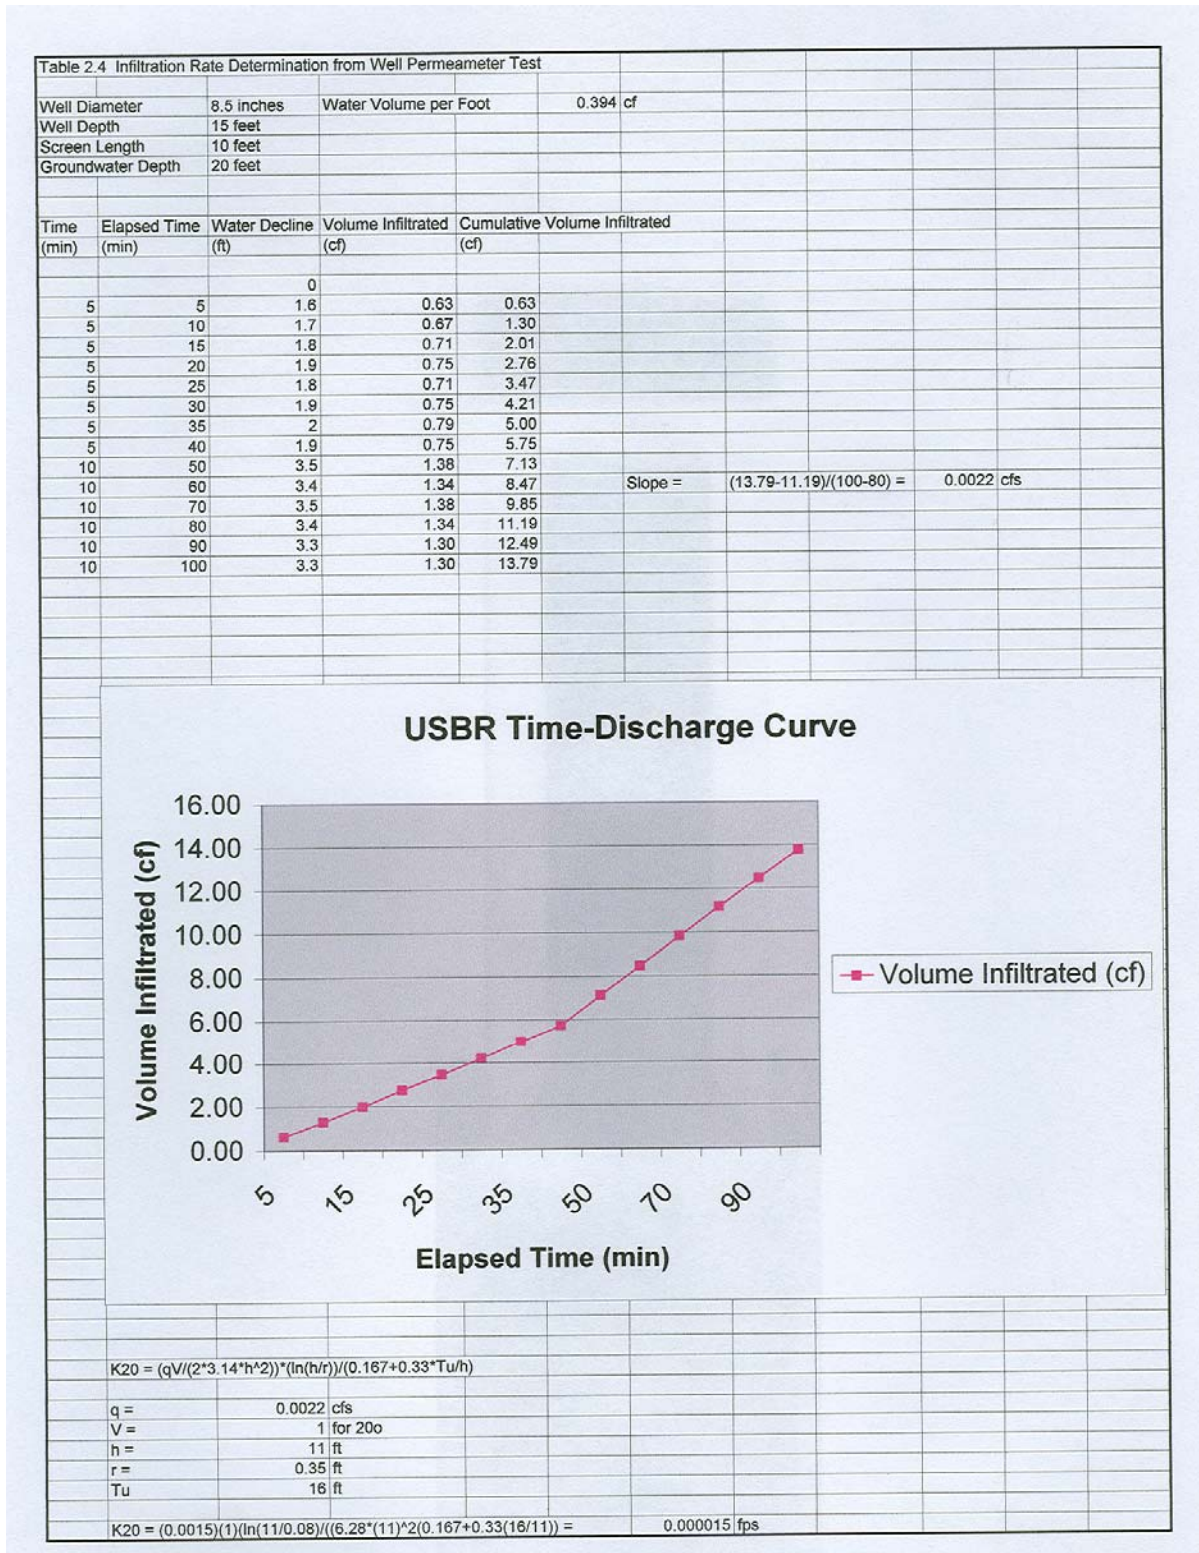 Table 2.4 Infiltration Rate Determination from Well Permeameter Test
Well Diameter 8.5 inches Water Volume per Foot 0.394 cf
Well Depth 15 feet
Screen Length 10 feet
Groundwater Depth 20 feet
Time Elapsed Time Water Decline Volume Infiltrated Cumulative Volume Infiltrated
(min) (min) (ft) (cf) (cf)
0
5 5 1.6 0.63 0.63
5 10 1.7 0.67 1.30
5 15 1.8 0.71 2.01
5 20 1.9 0.75 2.76
5 25 1.8 0.71 3.47
5 30 1.9 0.75 4.21
5 35 2 0.79 5.00
5 40 1.9 0.75 5.75
10 50 3.5 1.38 7.13
10 60 3.4 1.34 8.47 Slope = (13.79-11.19)/(100-80) = 0.0022 cfs
10 70 3.5 1.38 9.85
10 80 3.4 1.34 11.19
10 90 3.3 1.30 12.49
10 100 3.3 1.30 13.79
USBR Time-Discharge Curve
Volume Infiltrated (cf)
16.00
14.00
12.00
10.00
8.00
6.00
4.00
2.00
0.00
5 15 25 35 50 70 90
Elapsed Time (min)
Volume Infiltrated (cf)
K20 = (qV/(2*3.14*h^2))*(ln(h/r))/(0.167+0.33*Tu/h)
q = 0.0022 cfs
V = 1 for 20o
h = 11 ft
r = 0.35 ft
Tu 16 ft
K20 = (0.0015)(1)(ln(11/0.08)/((6.28*(11)^2(0.167+0.33(16/11)) = 0.000015 fps